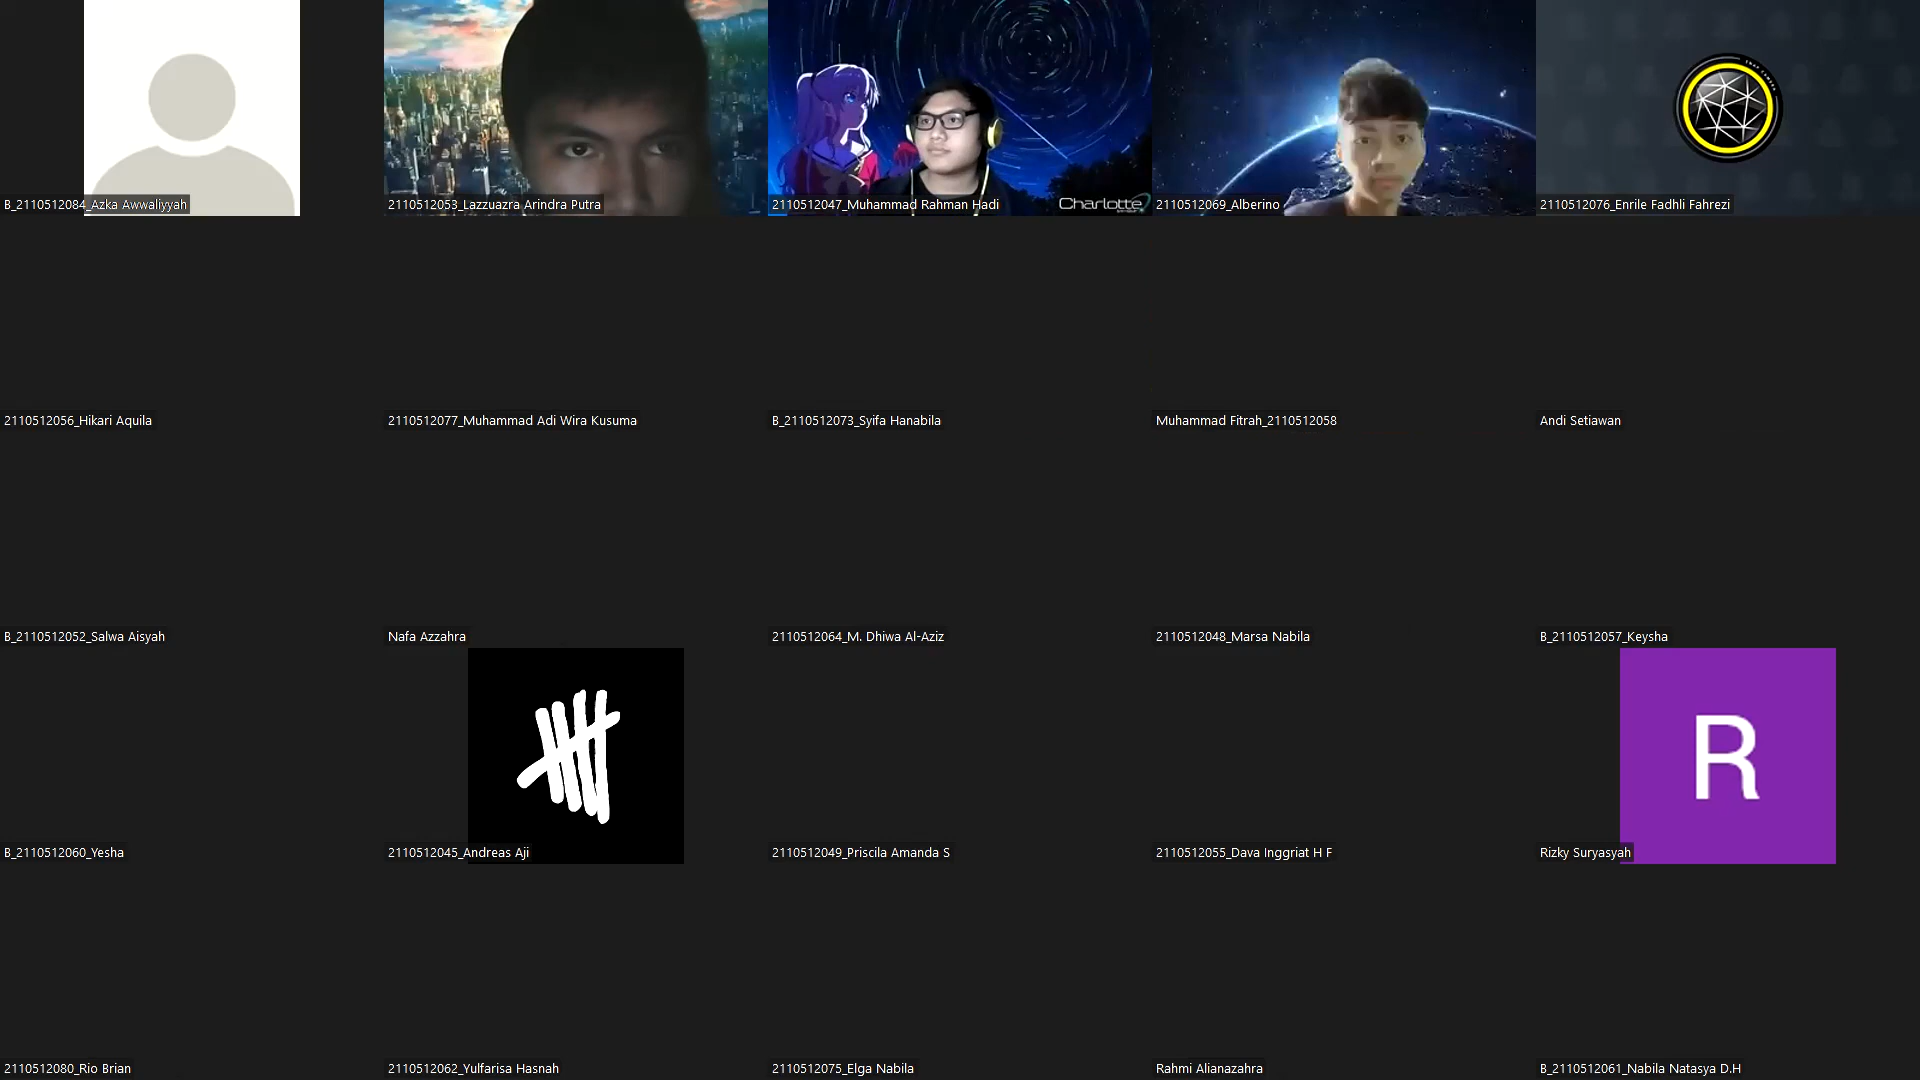 B_2110512084_Azka Awwaliyyah
2110512053_Lazzuazra Arindra Putra
2110512047_Muhammad Rahman Hadi
Charlotte
2110512069_Alberino
2110512076_Enrile Fadhli Fahrezi
2110512056_Hikari Aquila
2110512077_Muhammad Adi Wira Kusuma
B_2110512073_Syifa Hanabila
Muhammad Fitrah_2110512058
Andi Setiawan
B_2110512052_Salwa Aisyah
Nafa Azzahra
2110512064_M. Dhiwa Al-Aziz
2110512048_Marsa Nabila
B_2110512057_Keysha
R
B_2110512060_Yesha
2110512045_Andreas Aji
2110512049_Priscila Amanda S
2110512055_Dava Inggriat H F
Rizky Suryasyah
2110512080_Rio Brian
2110512062_Yulfarisa Hasnah
2110512075_Elga Nabila
Rahmi Alianazahra
B_2110512061_Nabila Natasya D.H